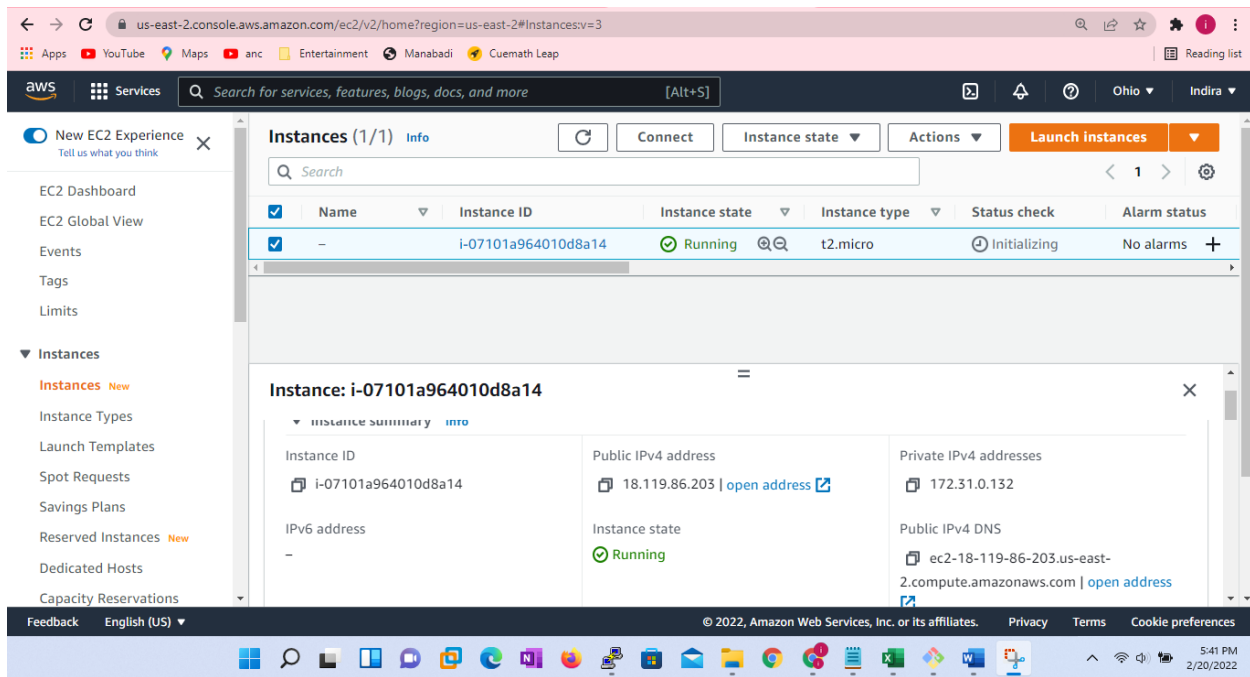 us-east-2.console.aws.amazon.com/ec2/v2/home?region=us-east-2#Instances:v=3
i
Apps YouTube Maps anc Entertainment Manabadi Cuemath Leap Reading list
aws Services Search for services, features, blogs, docs, and more [Alt+S] Ohio Indira
New EC2 Experience
Tell us what you think
EC2 Dashboard
EC2 Global View
Events
Tags
Limits
Instances
Instances New
Instance Types
Launch Templates
Spot Requests
Savings Plans
Reserved Instances New
Dedicated Hosts
Capacity Reservations
Instances (1/1) Info Connect Instance state Actions Launch instances
Search 1
Name Instance ID Instance state Instance type Status check Alarm status
– i-07101a964010d8a14 Running t2.micro Initializing No alarms +
Instance: i-07101a964010d8a14
Instance summary Info
Instance ID
i-07101a964010d8a14
Public IPv4 address
18.119.86.203 | open address
Private IPv4 addresses
172.31.0.132
IPv6 address
–
Instance state
Running
Public IPv4 DNS
ec2-18-119-86-203.us-east-
2.compute.amazonaws.com | open address
Feedback English (US) © 2022, Amazon Web Services, Inc. or its affiliates. Privacy Terms Cookie preferences
5:41 PM
2/20/2022